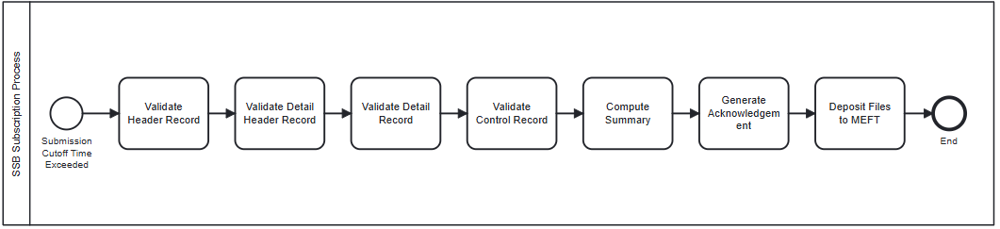 SSB Subscription Process
Submission
Cutoff Time
Exceeded
Validate
Header Record
Validate Detail
Header Record
Validate Detail
Record
Validate
Control Record
Compute
Summary
Generate
Acknowledgem
ent
Deposit Files
to MEFT
End